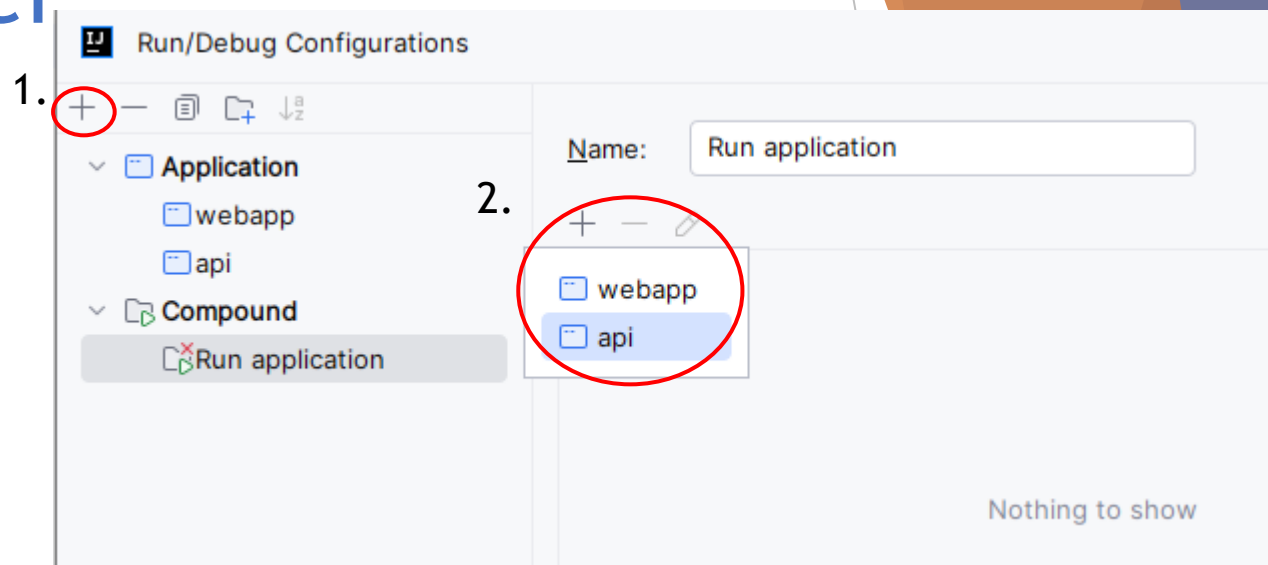 IJ
Run/Debug Configurations
1.
Application
webapp
api
Compound
Run application
Name: Run application
2.
webapp
api
Nothing to show